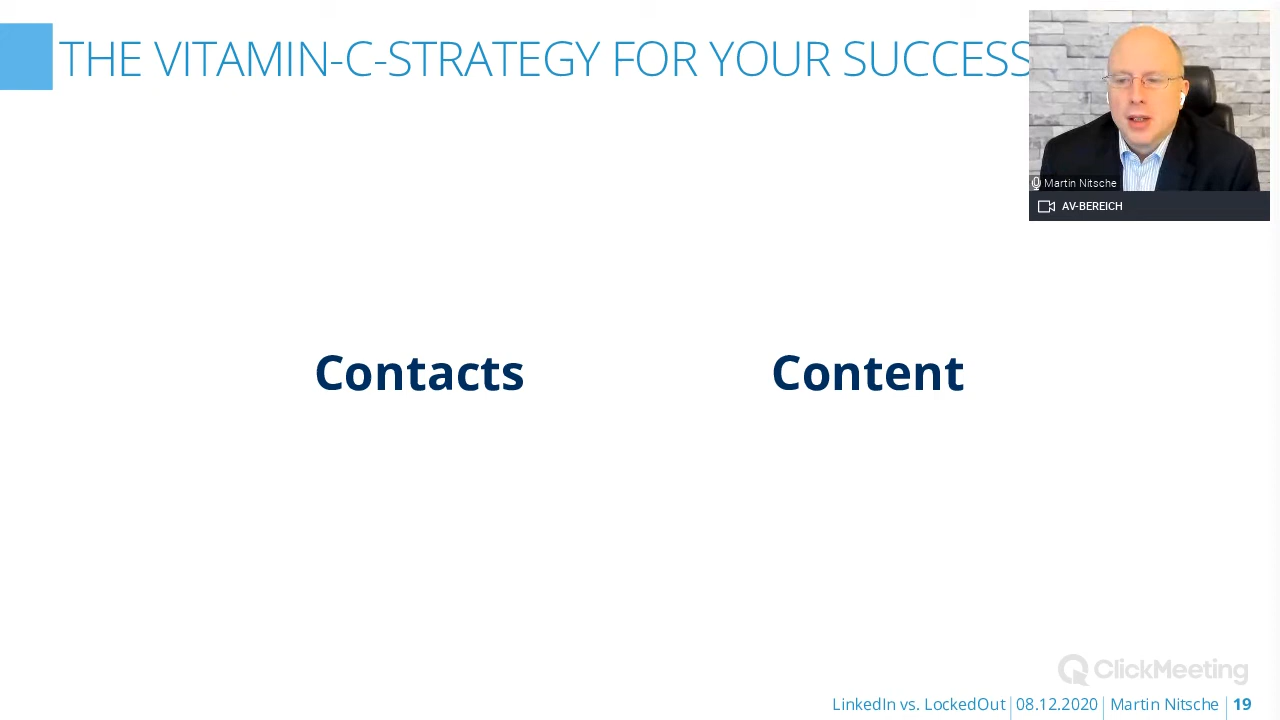 THE VITAMIN-C-STRATEGY FOR YOUR SUCCESS
Martin Nitsche
AV-BEREICH
Contacts
Content
ClickMeeting
LinkedIn vs. LockedOut | 08.12.2020 | Martin Nitsche | 19